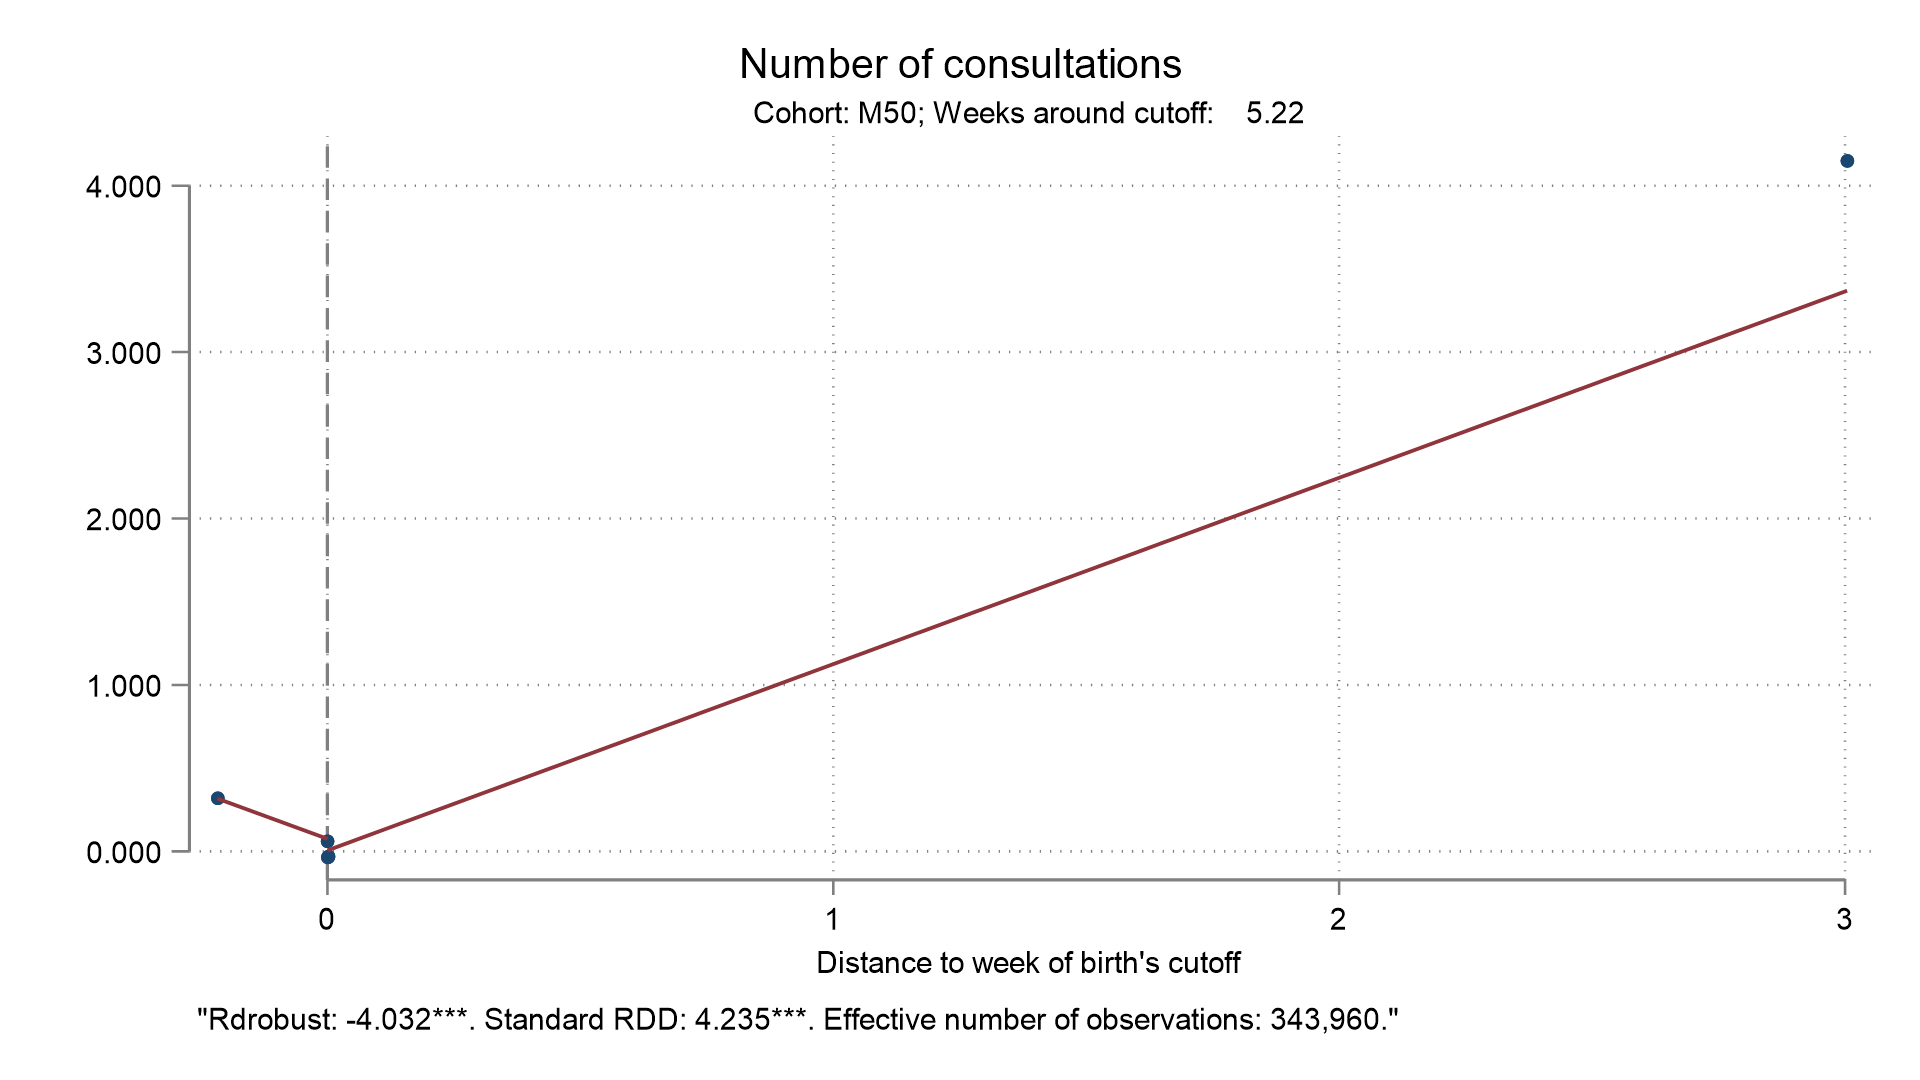 Number of consultations
Cohort: M50; Weeks around cutoff: 5.22
4.000
3.000
2.000
1.000
0.000
0 1 2 3
Distance to week of birth's cutoff
"Rdrobust: -4.032***. Standard RDD: 4.235***. Effective number of observations: 343,960."